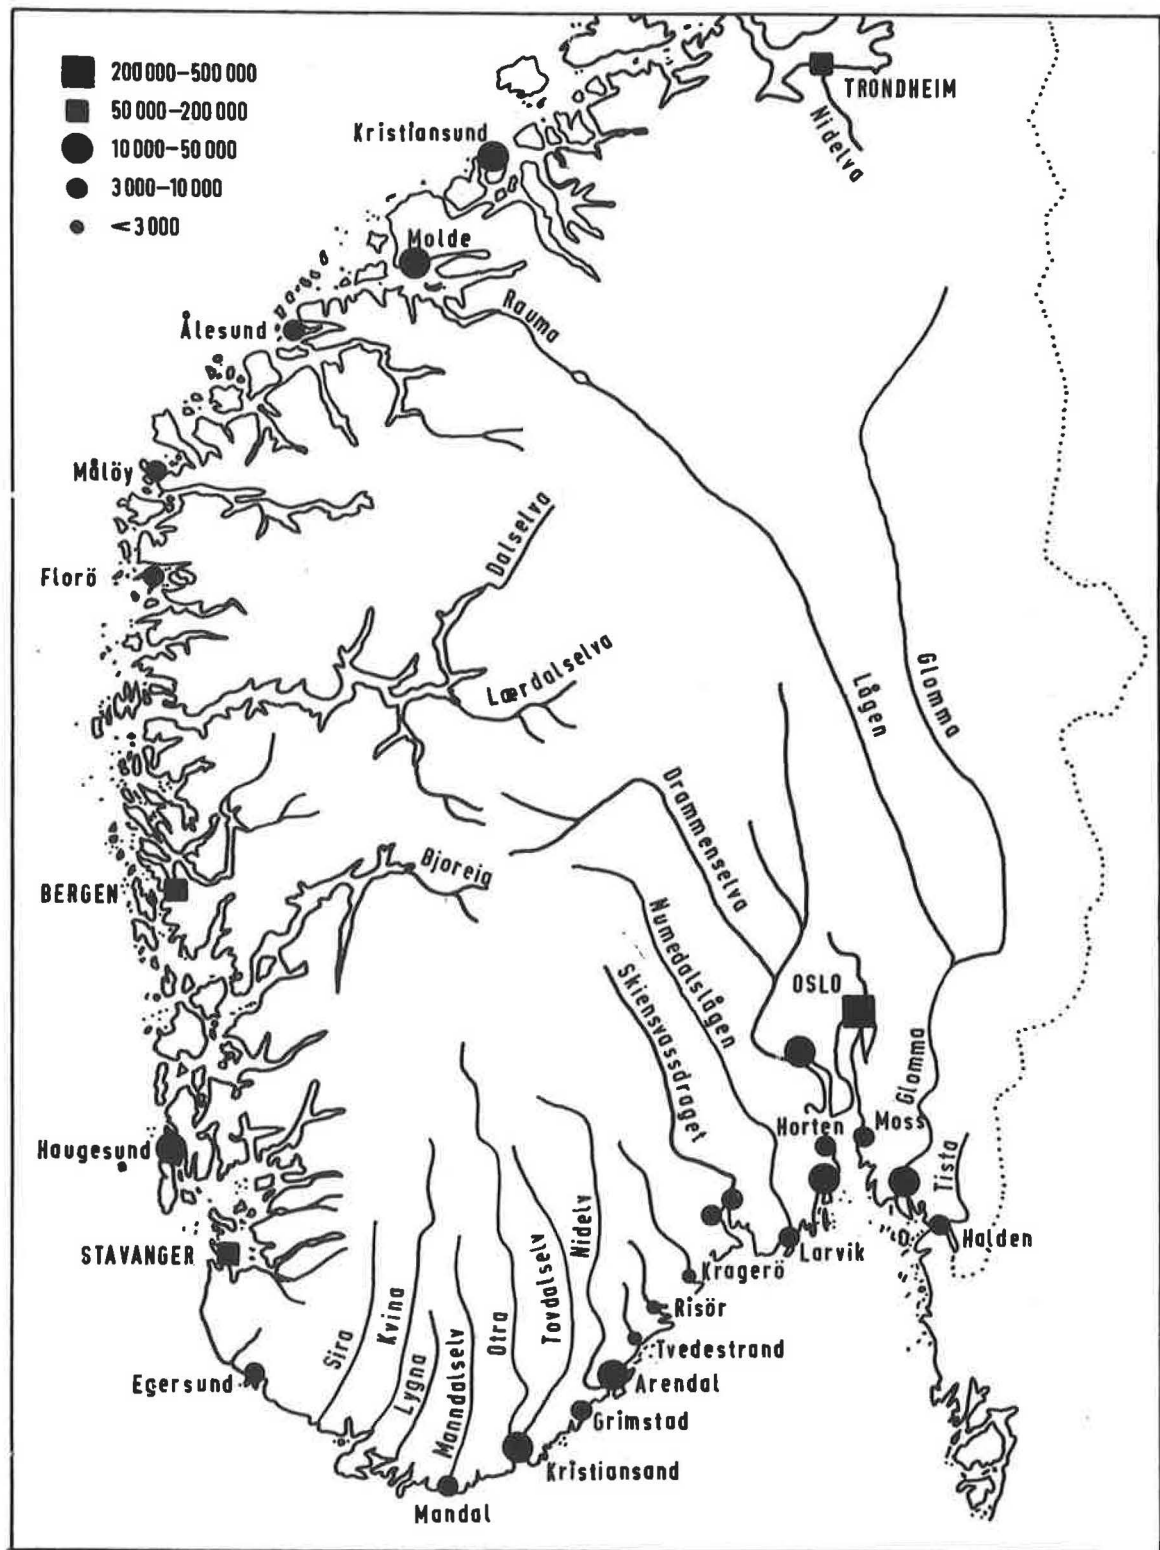 200 000–500 000
50 000–200 000
10 000–50 000
3 000–10 000
< 3 000
TRONDHEIM
Nidelva
Kristiansund
Molde
Rauma
Ålesund
Målöy
Dalselva
Florö
Lærdalselva
Lågen
Glomma
Drammenselva
Bjoreia
BERGEN
Numedalslågen
Skiensvassdraget
OSLO
Glomma
Haugesund
Horten
Moss
Tista
STAVANGER
Halden
Larvik
Kragerö
Nidelv
Tovdalselv
Otra
Kvina
Sira
Risör
Tvedestrand
Lygna
Manndalselv
Egersund
Arendal
Grimstad
Kristiansand
Mandal